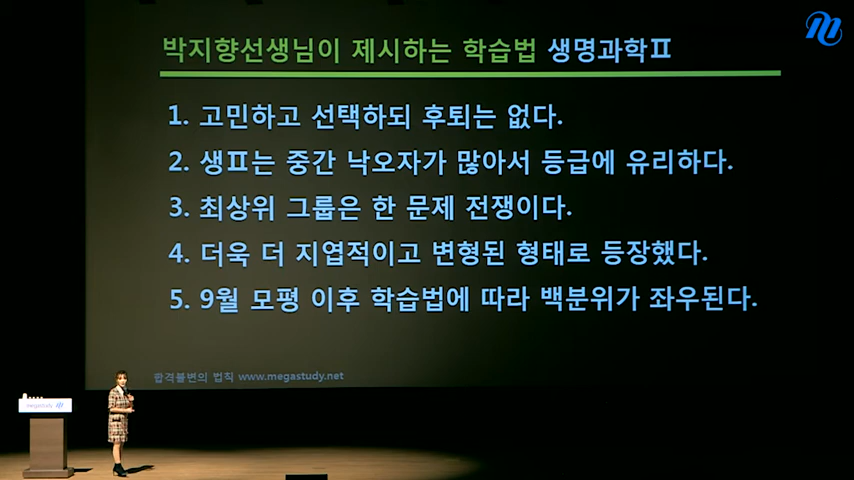 박지향선생님이 제시하는 학습법 생명과학Ⅱ
1. 고민하고 선택하되 후퇴는 없다.
2. 생Ⅱ는 중간 낙오자가 많아서 등급에 유리하다.
3. 최상위 그룹은 한 문제 전쟁이다.
4. 더욱 더 지엽적이고 변형된 형태로 등장했다.
5. 9월 모평 이후 학습법에 따라 백분위가 좌우된다.
합격불변의 법칙 www.megastudy.net
megastudy